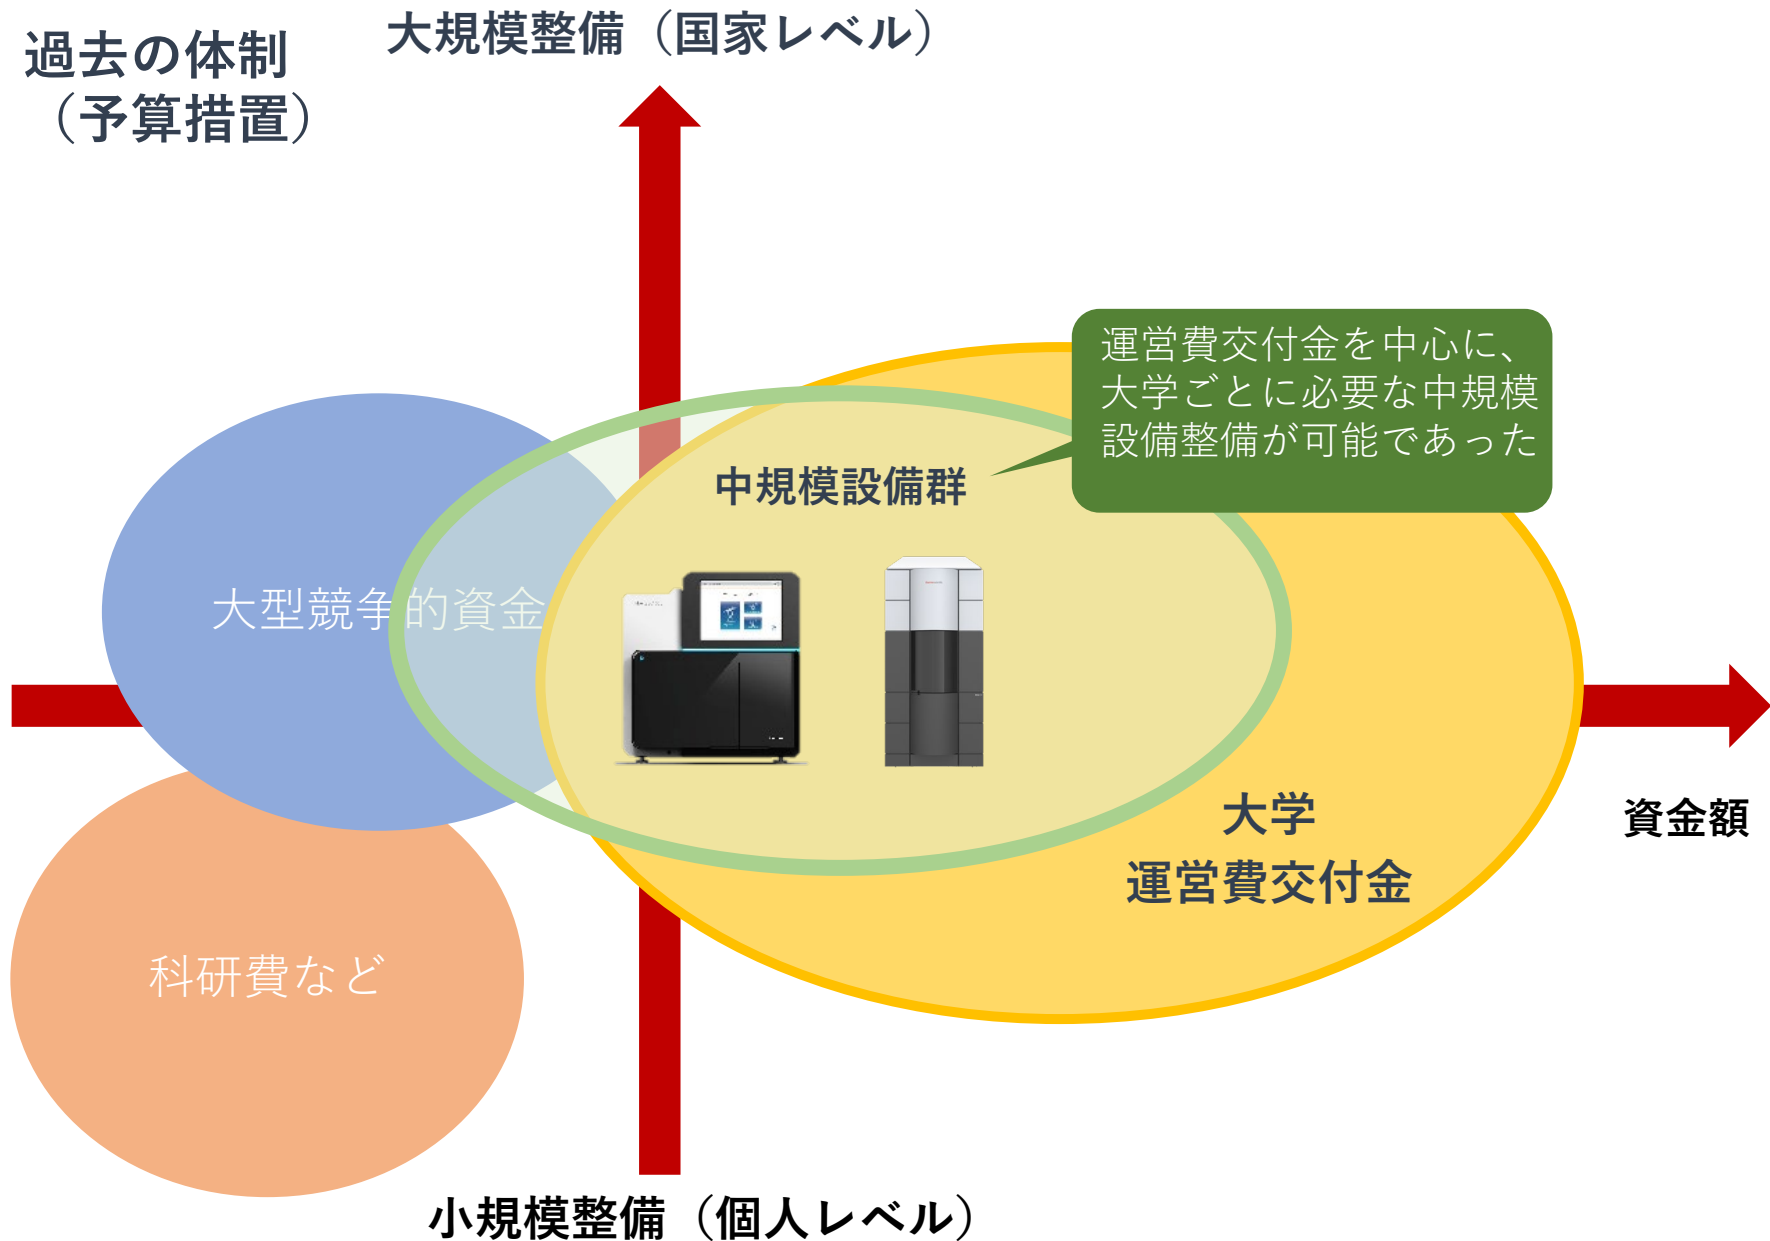 過去の体制
（予算措置）
大規模整備（国家レベル）
運営費交付金を中心に、
大学ごとに必要な中規模
設備整備が可能であった
中規模設備群
大型競争的資金
大学
運営費交付金
資金額
科研費など
小規模整備（個人レベル）